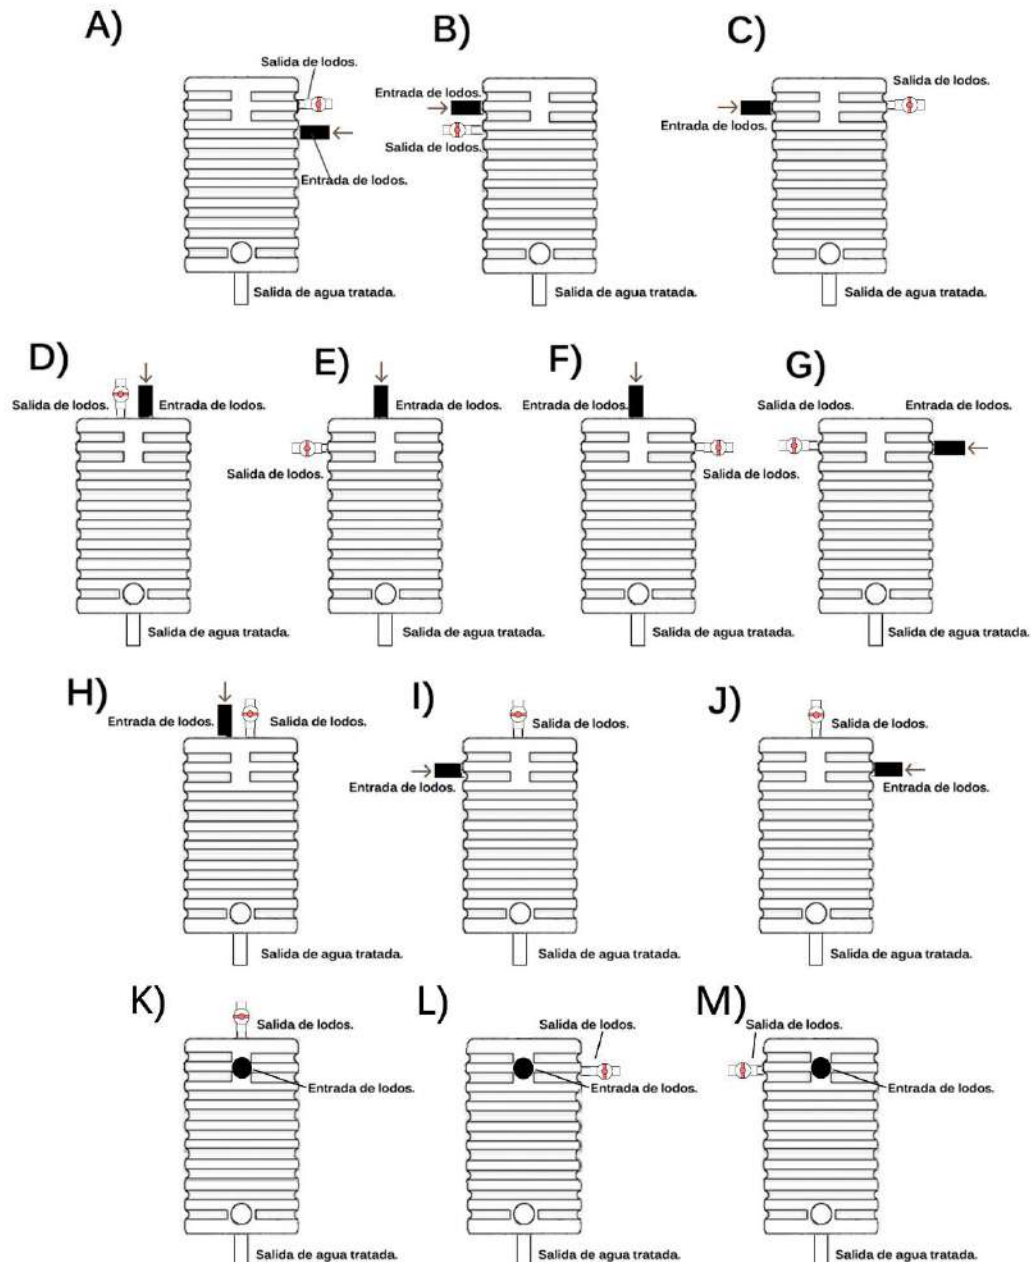 A)
B)
C)
Salida de lodos.
Entrada de lodos.
Salida de agua tratada.
Entrada de lodos.
Salida de lodos.
Salida de agua tratada.
Salida de lodos.
Entrada de lodos.
Salida de agua tratada.
D)
E)
F)
G)
Salida de lodos.
Entrada de lodos.
Salida de agua tratada.
Entrada de lodos.
Salida de lodos.
Salida de agua tratada.
Entrada de lodos.
Salida de lodos.
Salida de agua tratada.
Salida de lodos.
Entrada de lodos.
Salida de agua tratada.
H)
I)
J)
Entrada de lodos.
Salida de lodos.
Salida de agua tratada.
Salida de lodos.
Entrada de lodos.
Salida de agua tratada.
Salida de lodos.
Entrada de lodos.
Salida de agua tratada.
K)
L)
M)
Salida de lodos.
Entrada de lodos.
Salida de agua tratada.
Salida de lodos.
Entrada de lodos.
Salida de agua tratada.
Salida de lodos.
Entrada de lodos.
Salida de agua tratada.